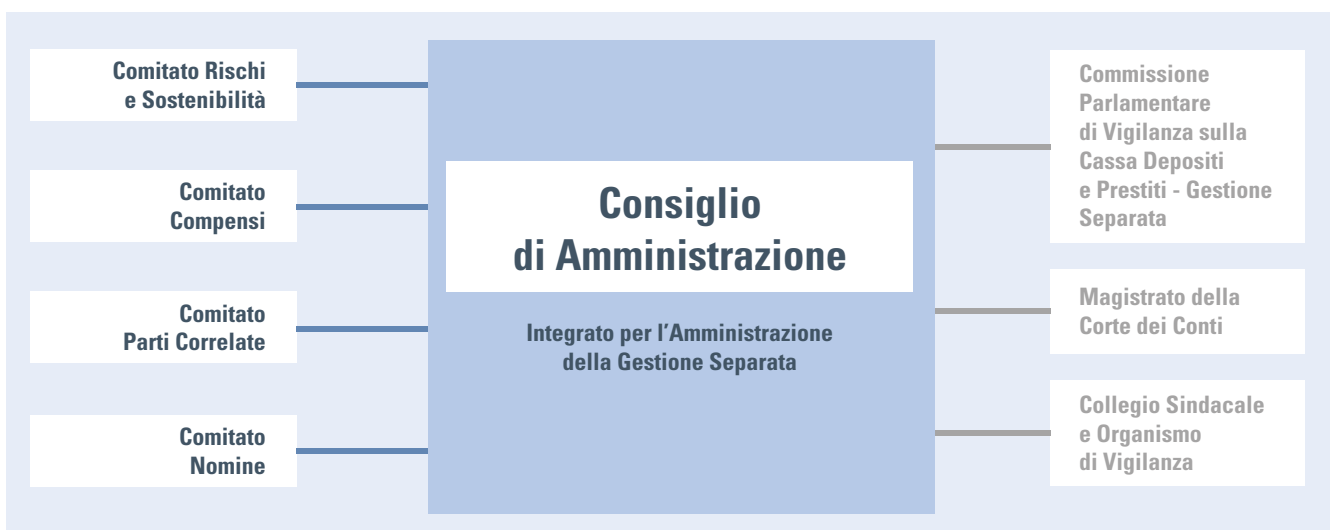 Comitato Rischi
e Sostenibilità
Comitato
Compensi
Comitato
Parti Correlate
Comitato
Nomine
Consiglio
di Amministrazione
Integrato per l’Amministrazione
della Gestione Separata
Commissione
Parlamentare
di Vigilanza sulla
Cassa Depositi
e Prestiti - Gestione
Separata
Magistrato della
Corte dei Conti
Collegio Sindacale
e Organismo
di Vigilanza